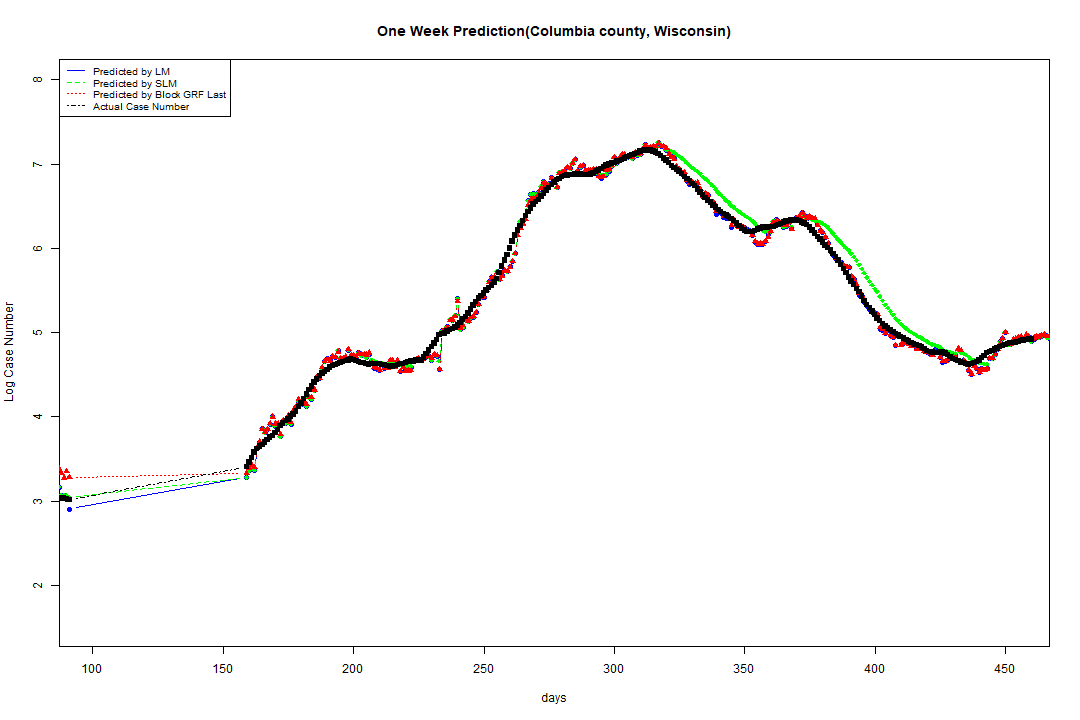 One Week Prediction(Columbia county, Wisconsin)
Predicted by LM
Predicted by SLM
Predicted by Block GRF Last
Actual Case Number
8
7
6
5
4
3
2
Log Case Number
100 150 200 250 300 350 400 450
days